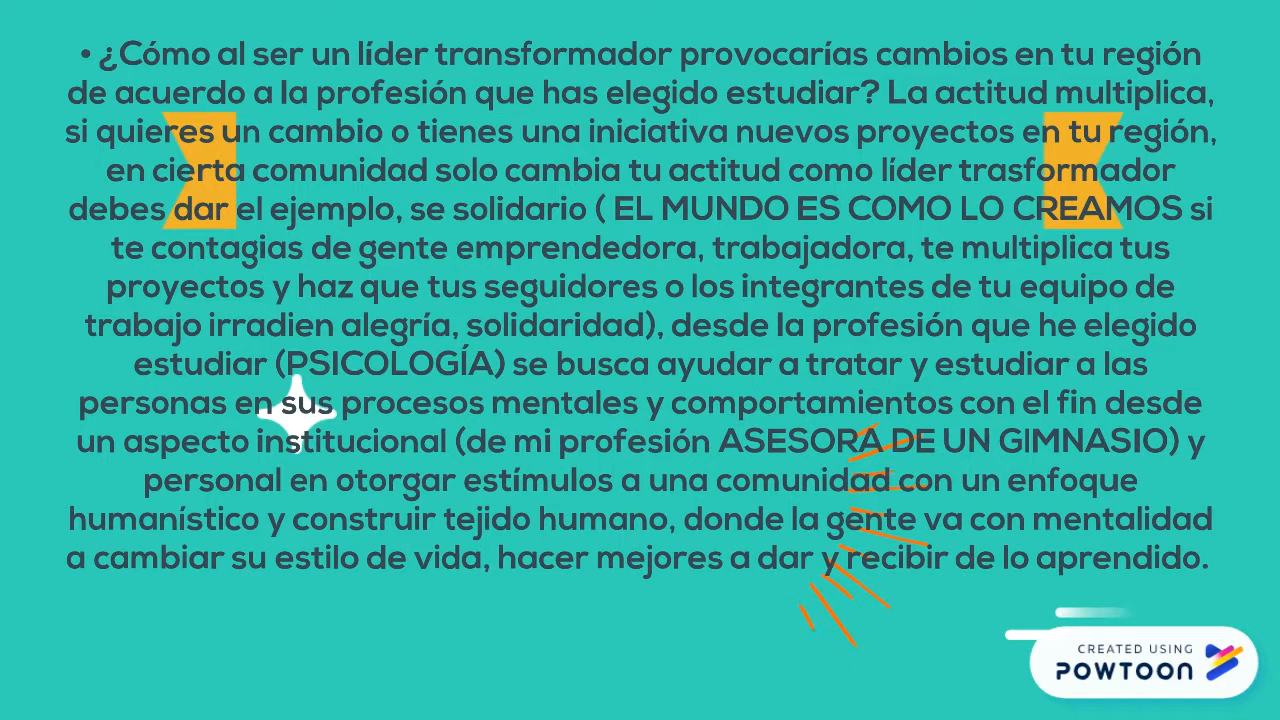 • ¿Cómo al ser un líder transformador provocarías cambios en tu región
de acuerdo a la profesión que has elegido estudiar? La actitud multiplica,
si quieres un cambio o tienes una iniciativa nuevos proyectos en tu región,
en cierta comunidad solo cambia tu actitud como líder trasformador
debes dar el ejemplo, se solidario ( EL MUNDO ES COMO LO CREAMOS si
te contagias de gente emprendedora, trabajadora, te multiplica tus
proyectos y haz que tus seguidores o los integrantes de tu equipo de
trabajo irradien alegría, solidaridad), desde la profesión que he elegido
estudiar (PSICOLOGÍA) se busca ayudar a tratar y estudiar a las
personas en sus procesos mentales y comportamientos con el fin desde
un aspecto institucional (de mi profesión ASESORA DE UN GIMNASIO) y
personal en otorgar estímulos a una comunidad con un enfoque
humanístico y construir tejido humano, donde la gente va con mentalidad
a cambiar su estilo de vida, hacer mejores a dar y recibir de lo aprendido.
CREATED USING
POWTOON